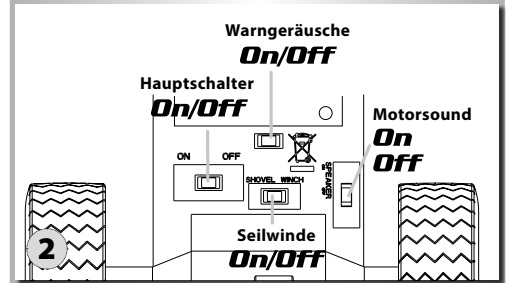 Warngeräusche
On/Off
Hauptschalter
On/Off
Motorsound
On
Off
ON OFF
SHOVEL WINCH
SPEAKER
Seilwinde
On/Off
2